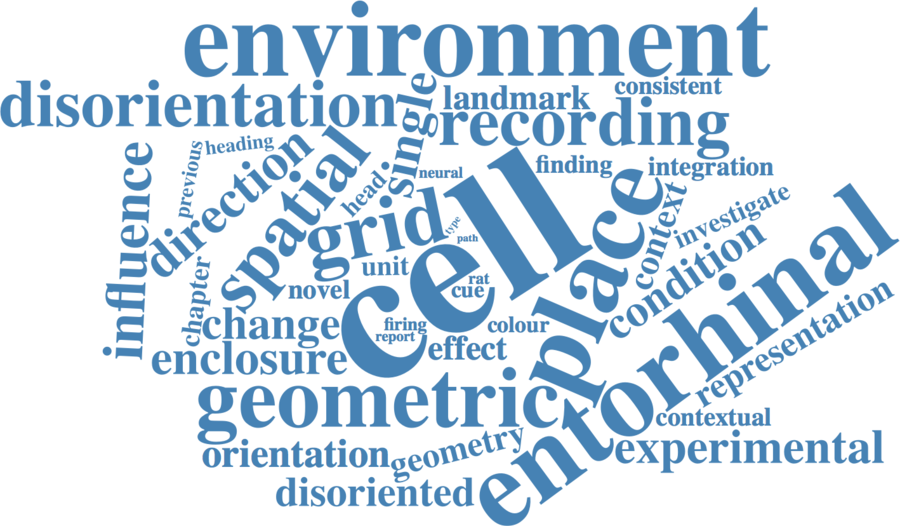 environment
disorientation
single
landmark
consistent
recording
previous
heading
direction
spatial
head
neural
finding
integration
influence
grid
type
path
cell
place
context
investigate
chapter
unit
novel
rat
cue
condition
entorhinal
change
firing
report
colour
enclosure
effect
representation
geometric
contextual
orientation
geometry
experimental
disoriented